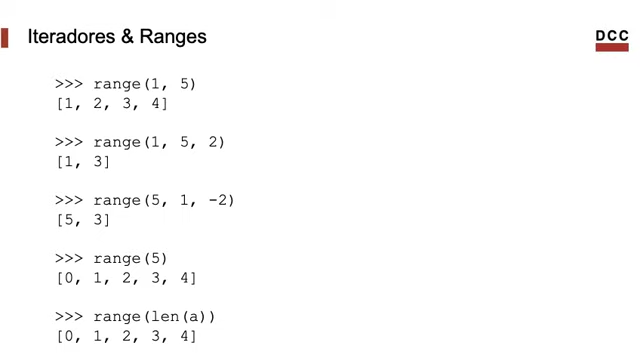 Iteradores & Ranges
DCC
>>> range(1, 5)
[1, 2, 3, 4]
>>> range(1, 5, 2)
[1, 3]
>>> range(5, 1, -2)
[5, 3]
>>> range(5)
[0, 1, 2, 3, 4]
>>> range(len(a))
[0, 1, 2, 3, 4]